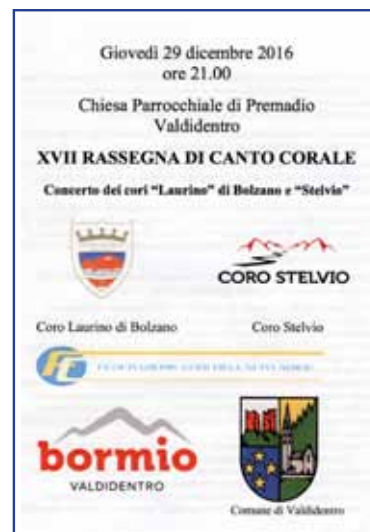 Giovedì 29 dicembre 2016
ore 21.00
Chiesa Parrocchiale di Premadio
Valdidentro
XVII RASSEGNA DI CANTO CORALE
Concerto dei cori “Laurino” di Bolzano e “Stelvio”
CORO STELVIO
Coro Laurino di Bolzano
Coro Stelvio
bormio
VALDIDENTRO
Comune di Valdidentro